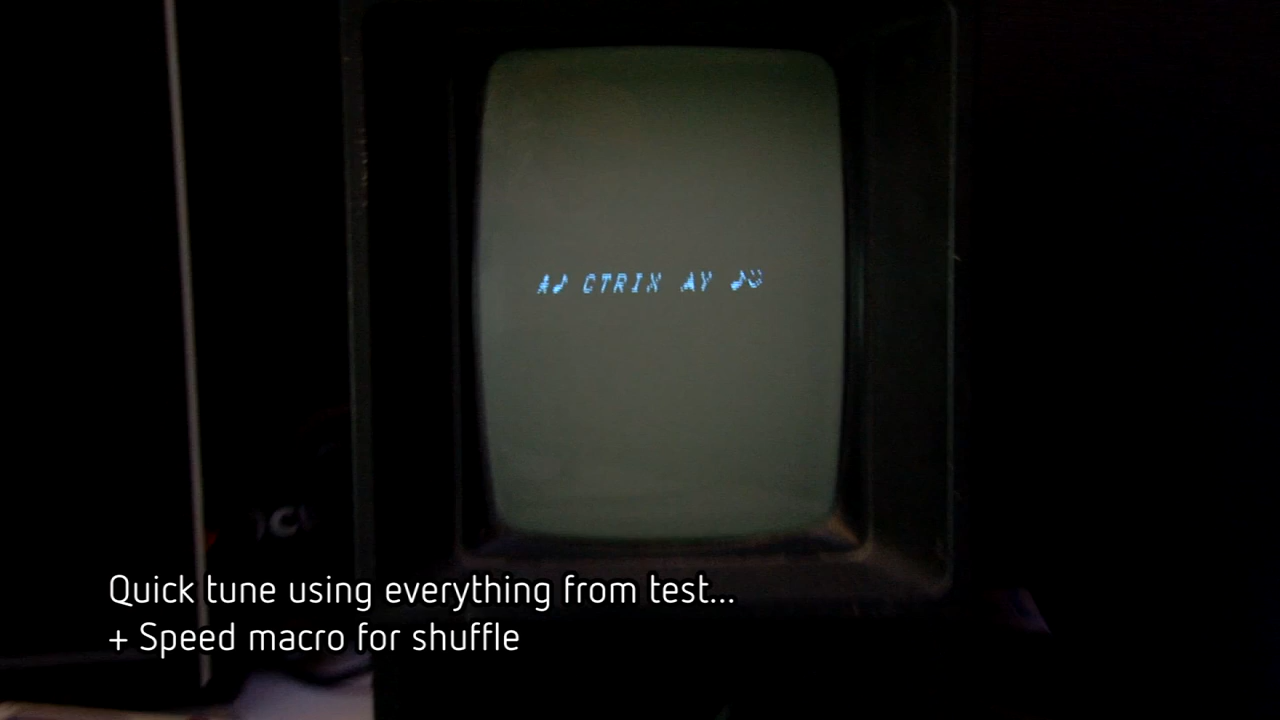 ♪ CTRIX AY ♪
Quick tune using everything from test...
+ Speed macro for shuffle